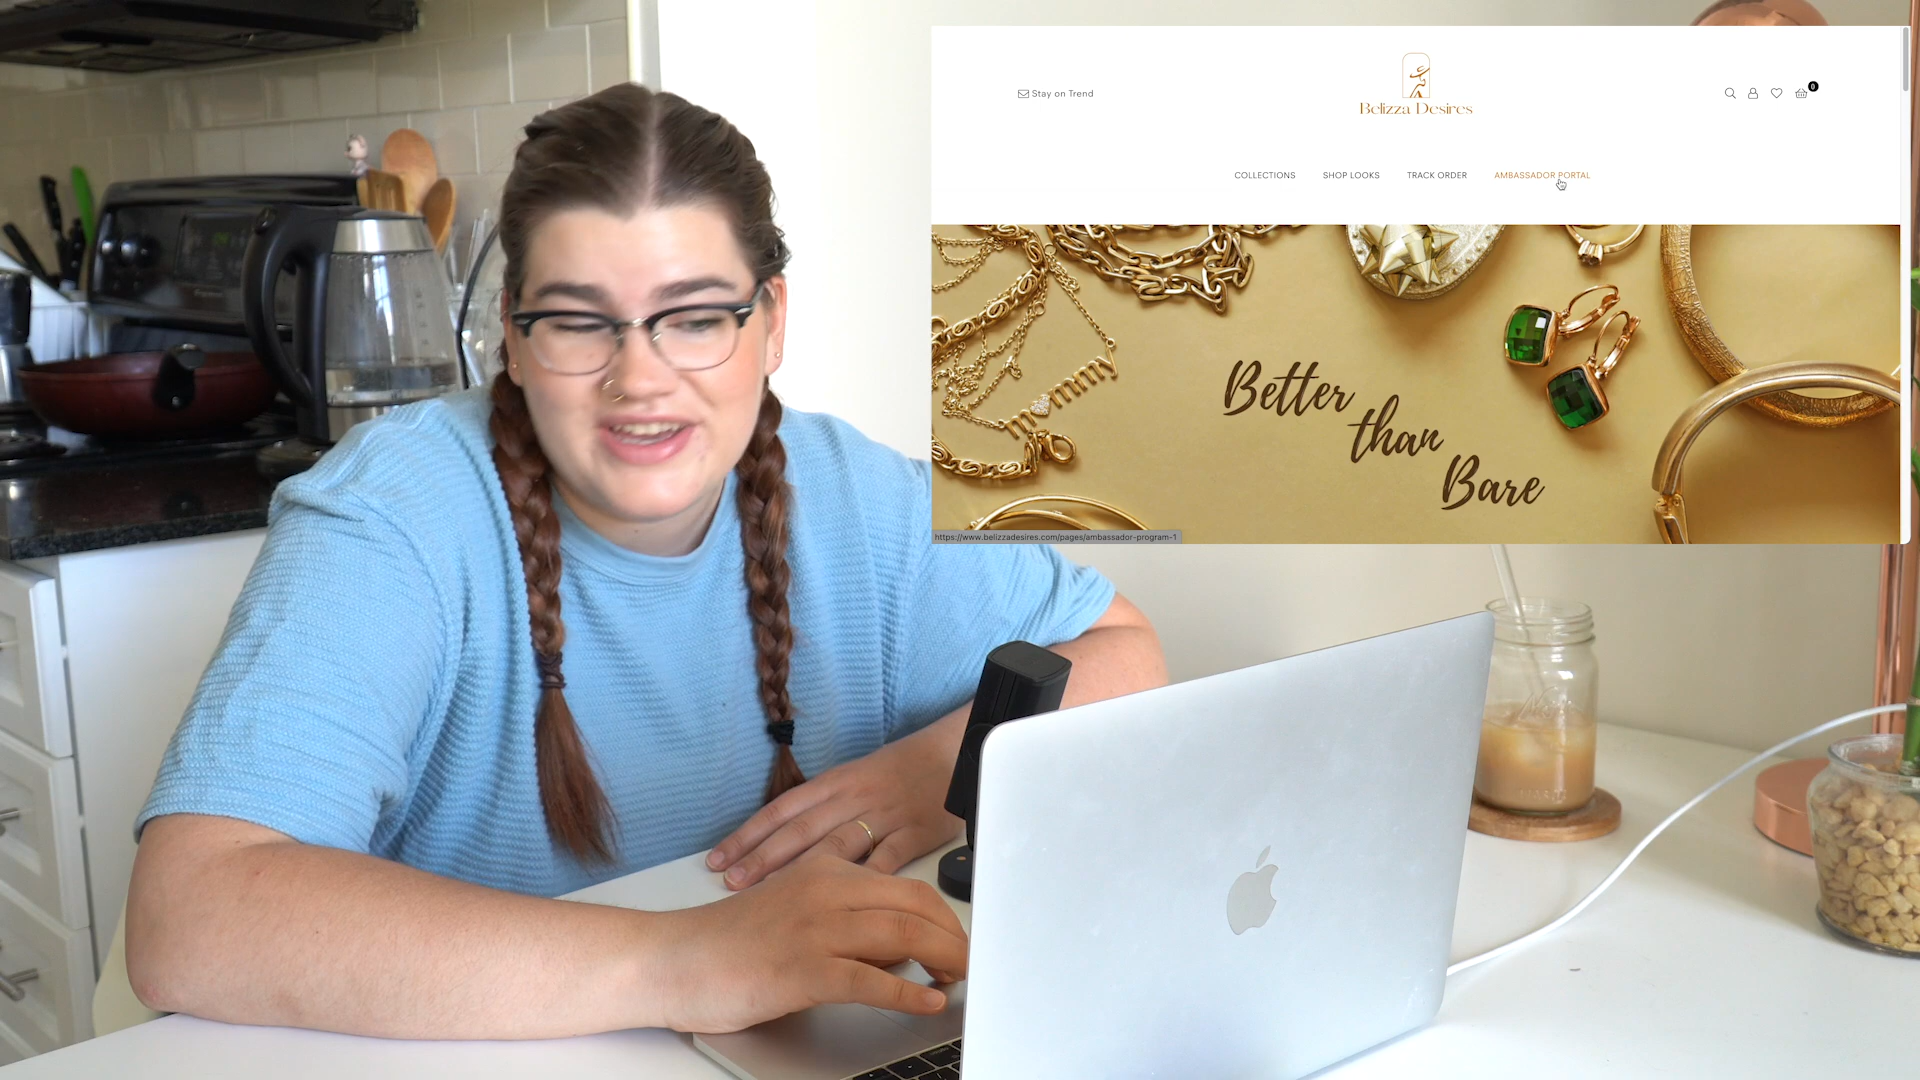 Stay on Trend
Belizza Desires
0
COLLECTIONS SHOP LOOKS TRACK ORDER AMBASSADOR PORTAL
mommy
Better
than
Bare
https://www.belizzadesires.com/pages/ambassador-program-1